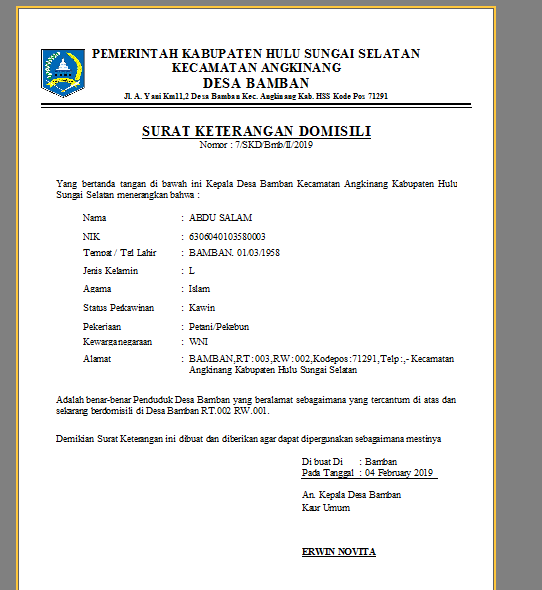 PEMERINTAH KABUPATEN HULU SUNGAI SELATAN
KECAMATAN ANGKINANG
DESA BAMBAN
Jl. A. Yani Km11,2 Desa Bamban Kec. Angkinang Kab. HSS Kode Pos 71291
SURAT KETERANGAN DOMISILI
Nomor : 7/SKD/Bmb/II/2019
Yang bertanda tangan di bawah ini Kepala Desa Bamban Kecamatan Angkinang Kabupaten Hulu
Sungai Selatan menerangkan bahwa :
Nama : ABDU SALAM
NIK : 6306040103580003
Tempat / Tgl Lahir : BAMBAN, 01/03/1958
Jenis Kelamin : L
Agama : Islam
Status Perkawinan : Kawin
Pekerjaan : Petani/Pekebun
Kewarganegaraan : WNI
Alamat : BAMBAN,RT:003,RW:002,Kodepos:71291,Telp:,- Kecamatan
Angkinang Kabupaten Hulu Sungai Selatan
Adalah benar-benar Penduduk Desa Bamban yang beralamat sebagaimana yang tercantum di atas dan
sekarang berdomisili di Desa Bamban RT.002 RW.001.
Demikian Surat Keterangan ini dibuat dan diberikan agar dapat dipergunakan sebagaimana mestinya
Di buat Di : Bamban
Pada Tanggal : 04 February 2019
An. Kepala Desa Bamban
Kaur Umum
ERWIN NOVITA